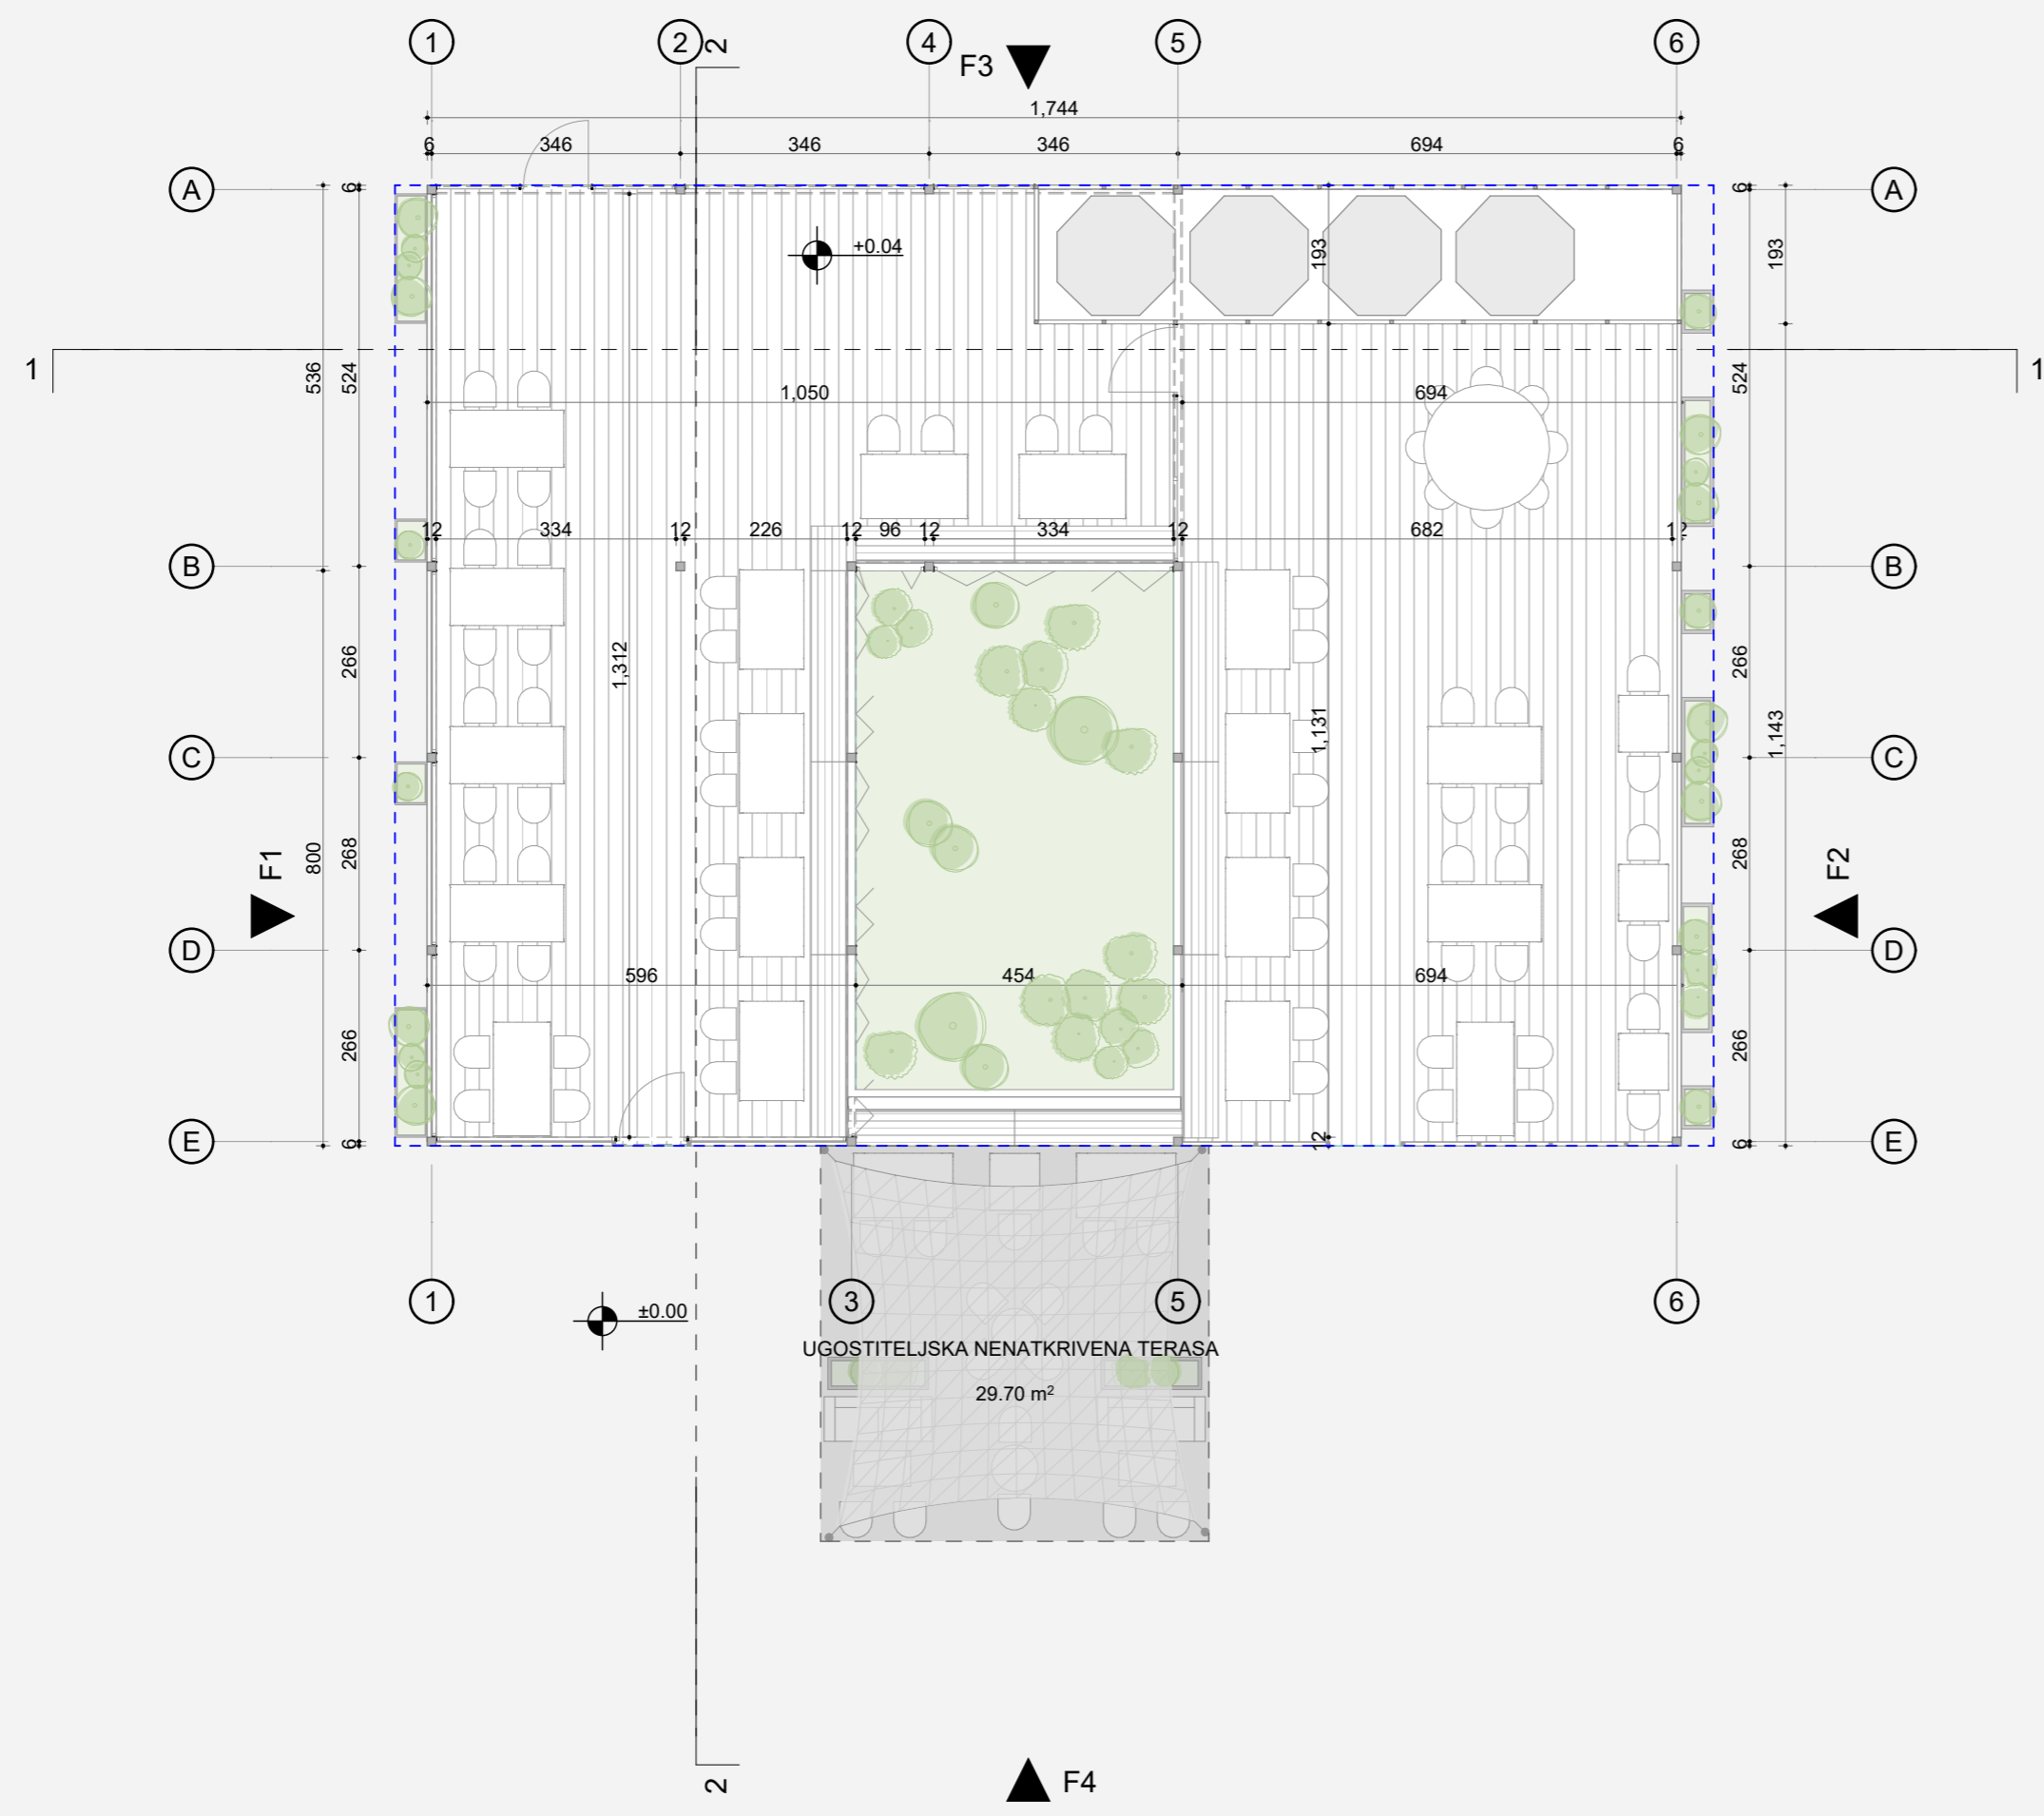 1 2 4 5 6
2
F3
1,744
6 346 346 346 694 6
A 6 6 A
+0.04
193 193
1 1
536 524 524
1,050 694
12 334 12 226 12 96 12 334 12 682 12
B B
266 1,312 266
1,131 1,143
C C
800 268 268
F1 F2
D D
596 454 694
266 266
E 6 12 6 E
1 3 5 6
±0.00
UGOSTITELJSKA NENATKRIVENA TERASA
29.70 m²
2
F4